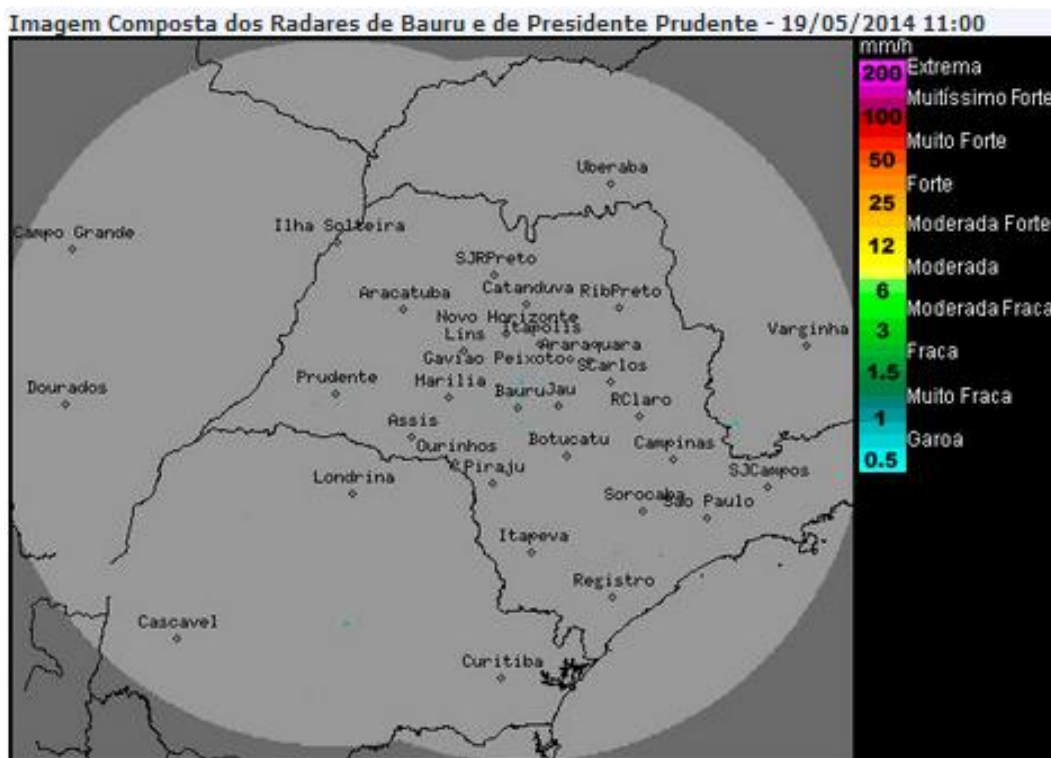 Imagem Composta dos Radares de Bauru e de Presidente Prudente - 19/05/2014 11:00
mm/h
200 Extrema
Muitíssimo Forte
100
Muito Forte
50
Forte
25
Moderada Forte
12
Moderada
6
Moderada Fraca
3
Fraca
1.5
Muito Fraca
1
Garoa
0.5
Uberaba
Campo Grande
Ilha Solteira
SJRPreto
Aracatuba
Catanduva
RibPreto
Novo Horizonte
Itapolis
Lins
Araraquara
Varginha
Gaviao Peixoto
SCarlos
Dourados
Prudente
Marilia
Bauru
Jau
RClaro
Assis
Ourinhos
Botucatu
Campinas
Piraju
Londrina
SJCampos
Sorocaba
Sao Paulo
Itapeva
Registro
Cascavel
Curitiba